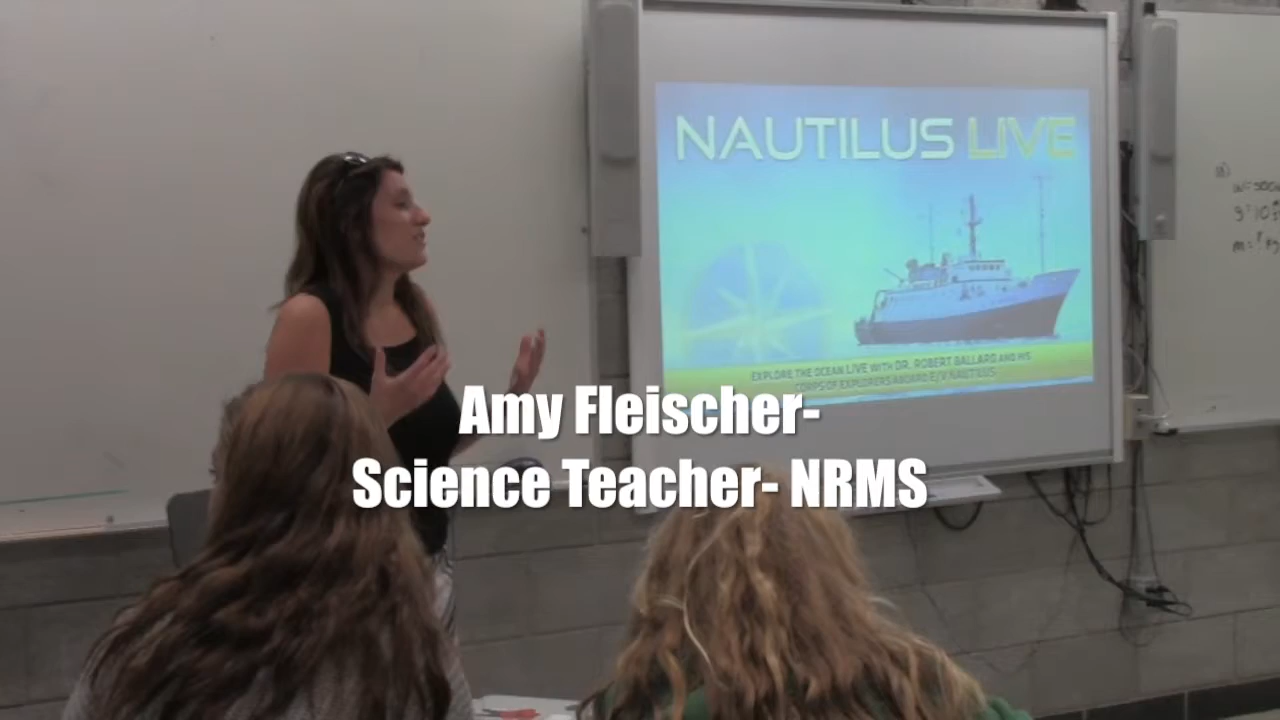 NAUTILUS LIVE
EXPLORE THE OCEAN LIVE WITH DR. ROBERT BALLARD AND HIS
CORPS OF EXPLORERS ABOARD E/V NAUTILUS
Amy Fleischer-
Science Teacher- NRMS